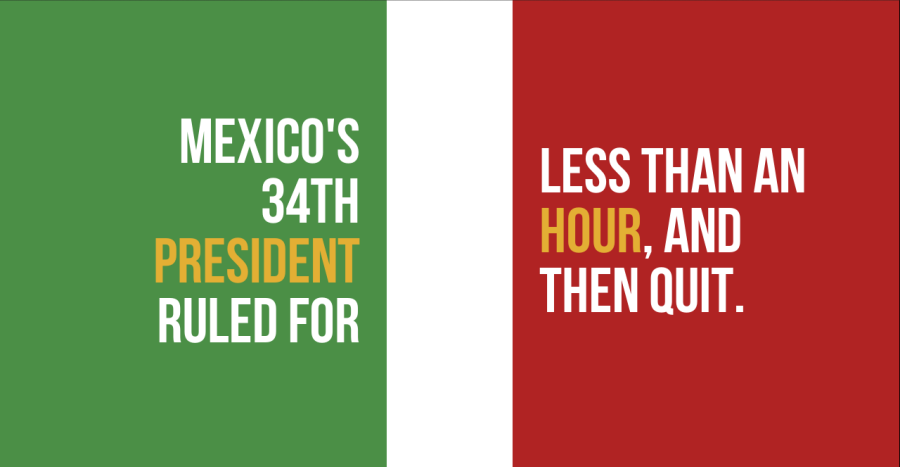 MEXICO'S
34TH
PRESIDENT
RULED FOR
LESS THAN AN
HOUR, AND
THEN QUIT.